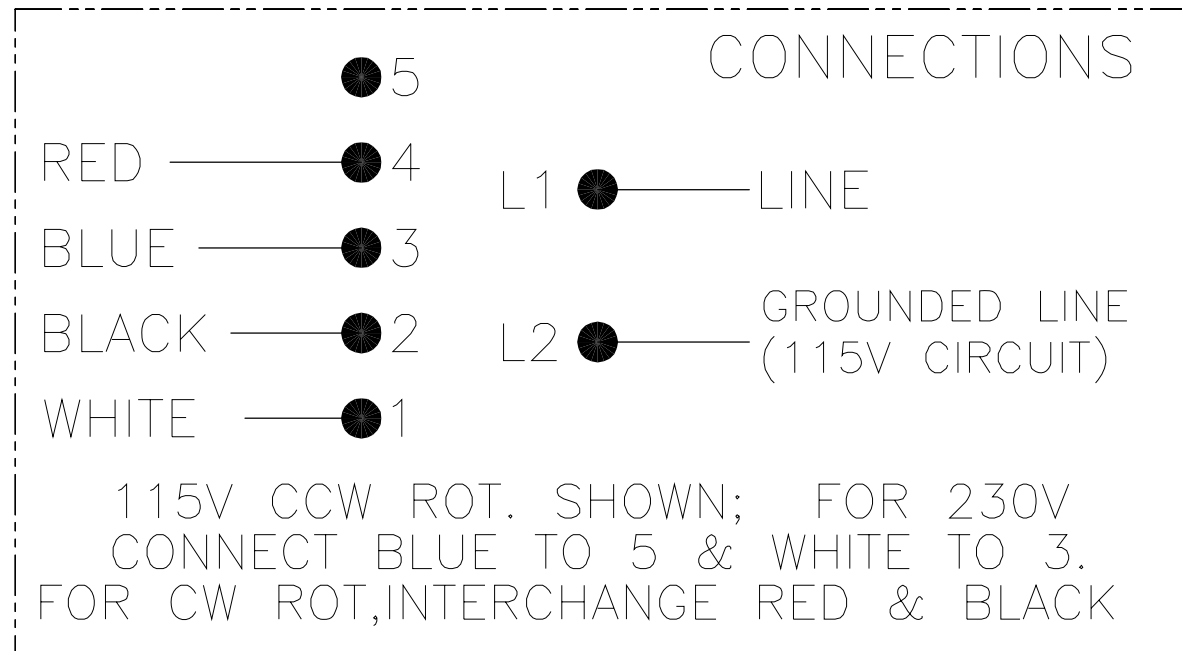 CONNECTIONS
5
RED 4
L1 LINE
BLUE 3
GROUNDED LINE
BLACK 2
L2 (115V CIRCUIT)
WHITE 1
115V CCW ROT. SHOWN; FOR 230V
CONNECT BLUE TO 5 & WHITE TO 3.
FOR CW ROT,INTERCHANGE RED & BLACK